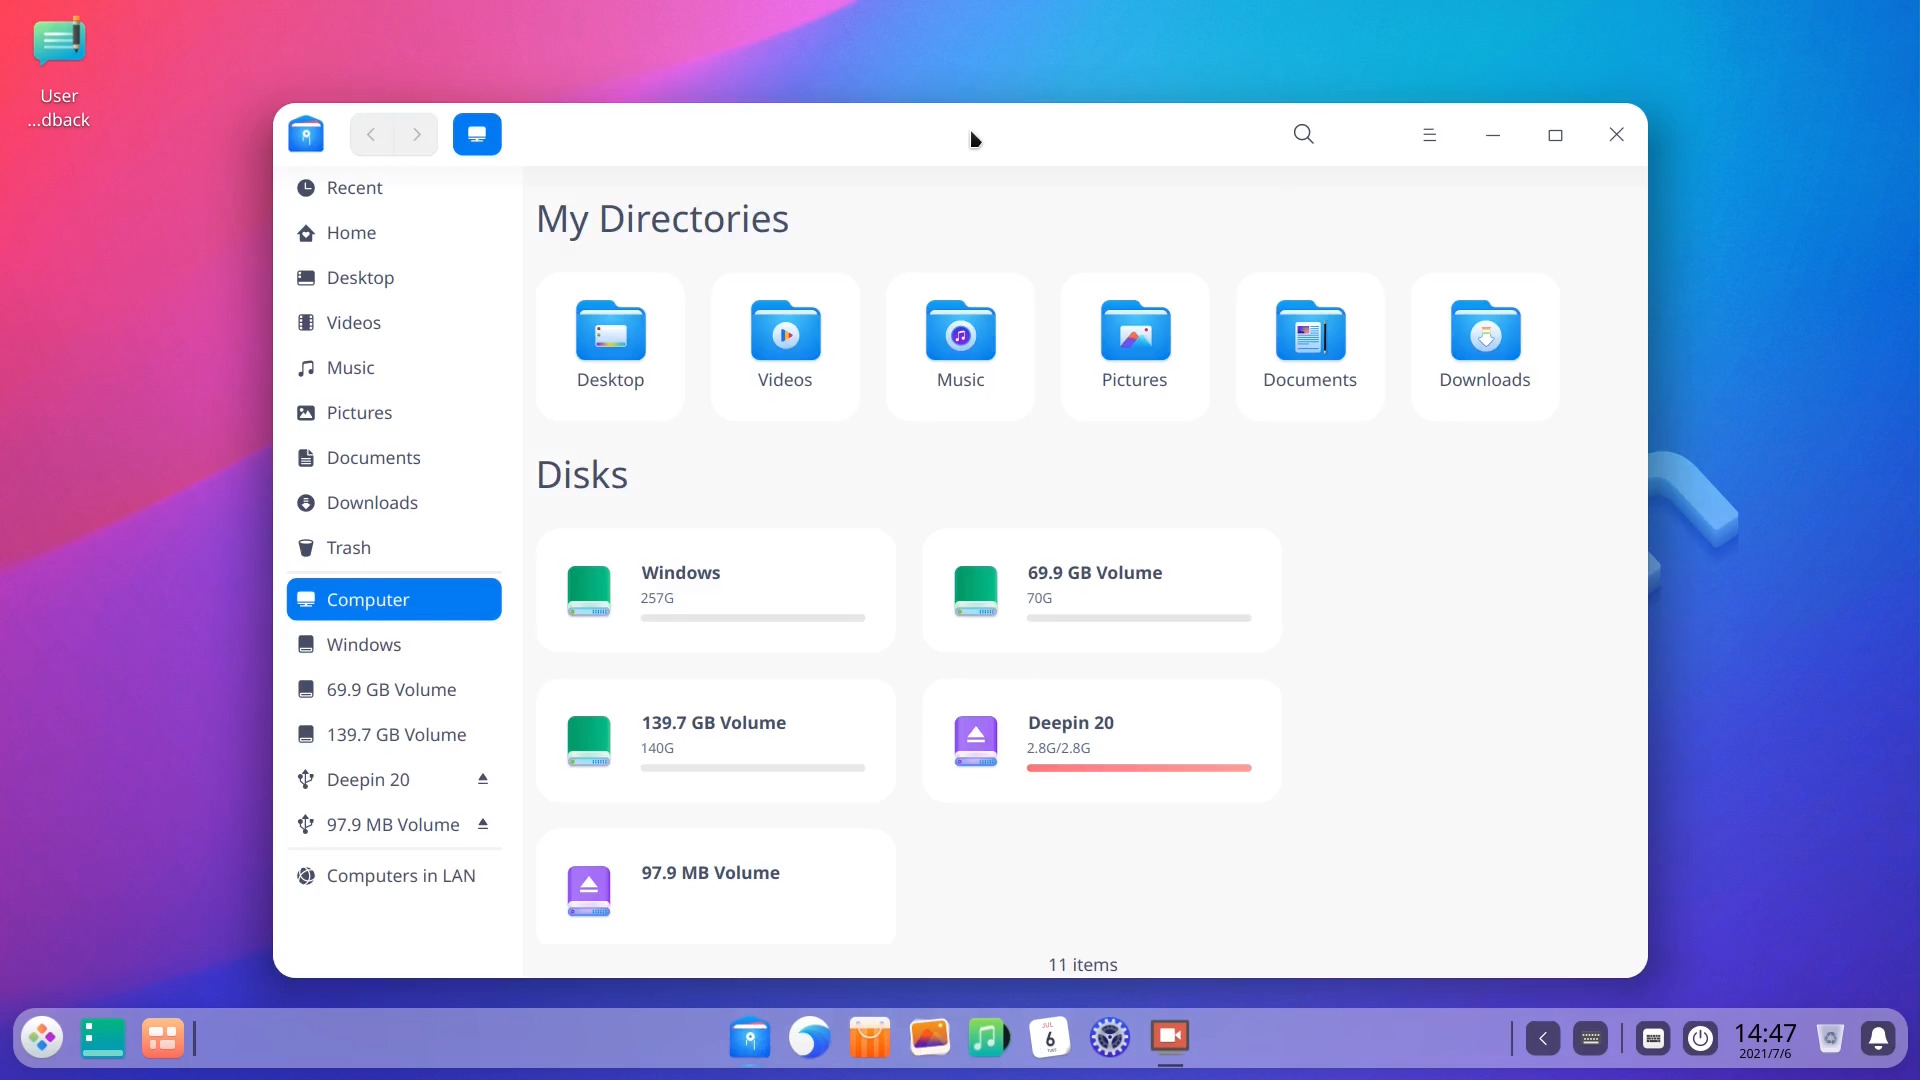 User
...dback
Recent
Home
Desktop
Videos
Music
Pictures
Documents
Downloads
Trash
Computer
Windows
69.9 GB Volume
139.7 GB Volume
Deepin 20
97.9 MB Volume
Computers in LAN
My Directories
Desktop
Videos
Music
Pictures
Documents
Downloads
Disks
Windows
257G
69.9 GB Volume
70G
139.7 GB Volume
140G
Deepin 20
2.8G/2.8G
97.9 MB Volume
11 items
JUL
6
14:47
2021/7/6